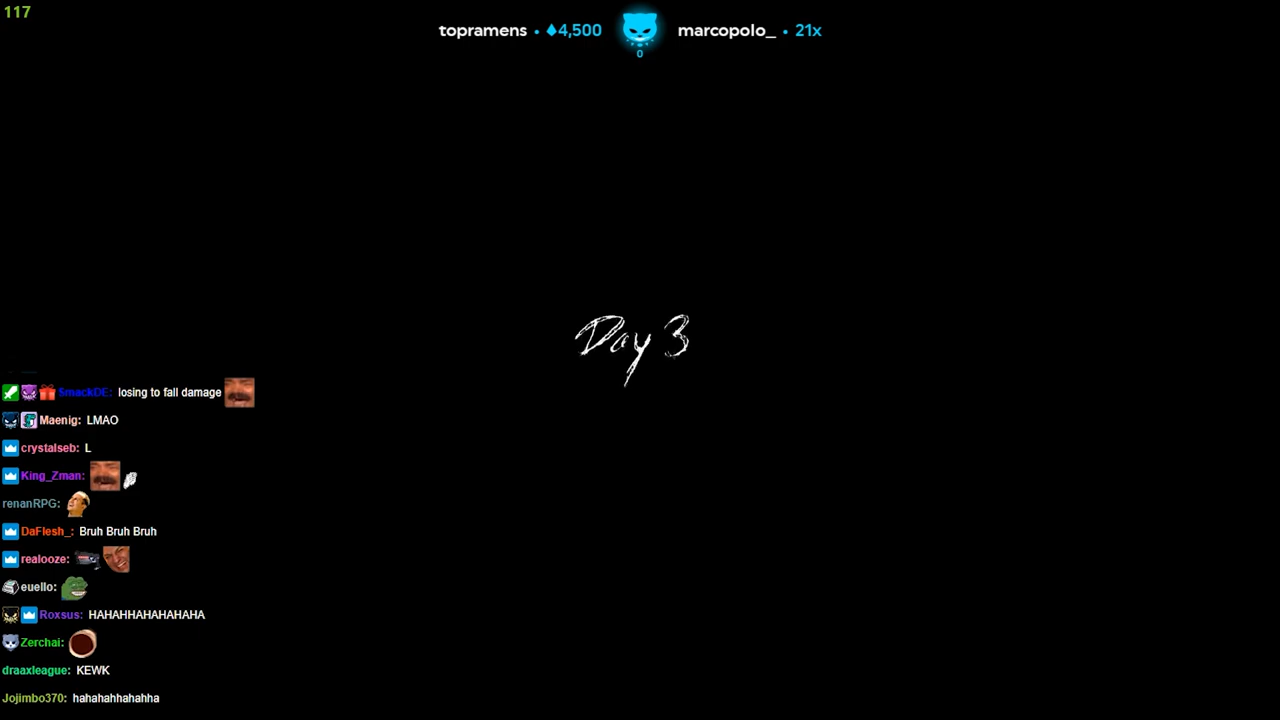 117
topramens • 4,500
0
marcopolo_ • 21x
Day 3
SmackDE: losing to fall damage
Maenig: LMAO
crystalseb: L
King_Zman:
renanRPG:
DaFlesh_: Bruh Bruh Bruh
realooze:
euello:
Roxsus: HAHAHHAHAHAHAHA
Zerchai:
draaxleague: KEWK
Jojimbo370: hahahahhahahha